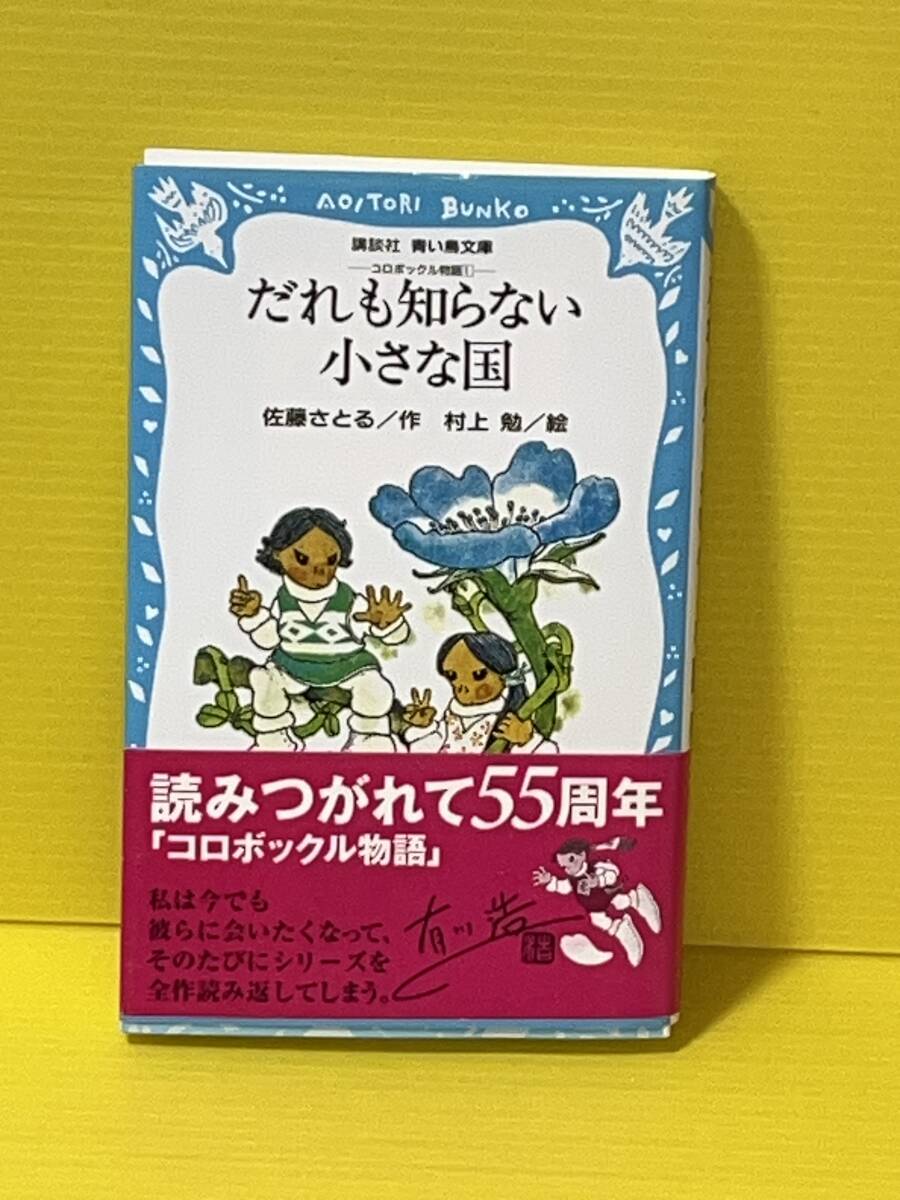 AOITORI BUNKO
講談社 青い鳥文庫
コロボックル物語1
だれも知らない
小さな国
佐藤さとる／作 村上 勉／絵
読みつがれて55周年
「コロボックル物語」
私は今でも
彼らに会いたくなって、
そのたびにシリーズを
全作読み返してしまう。
有川 浩